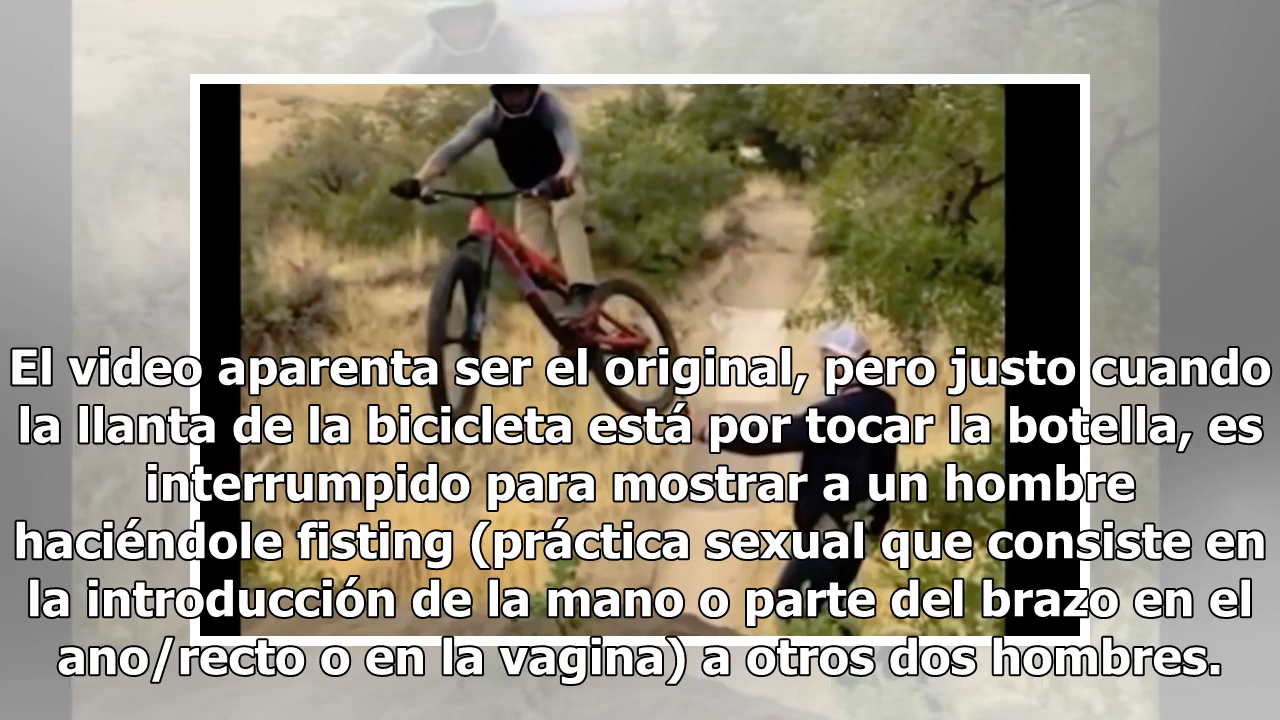 El video aparenta ser el original, pero justo cuando
la llanta de la bicicleta está por tocar la botella, es
interrumpido para mostrar a un hombre
haciéndole fisting (práctica sexual que consiste en
la introducción de la mano o parte del brazo en el
ano/recto o en la vagina) a otros dos hombres.